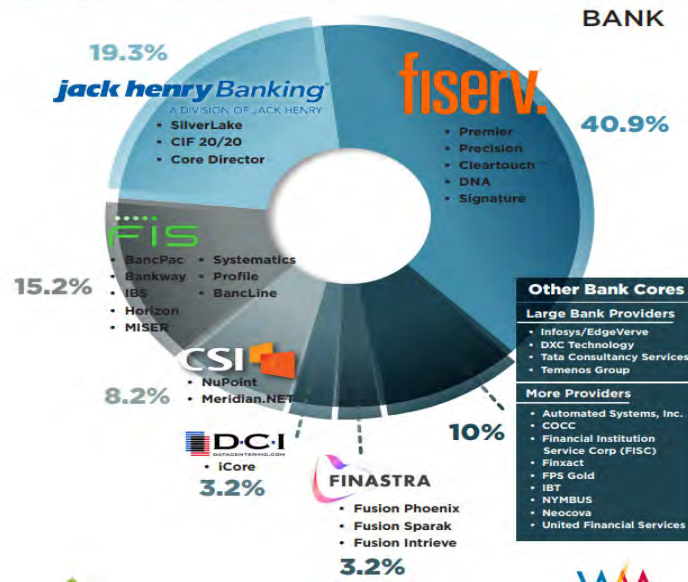 BANK
19.3%
jack henry Banking
A DIVISION OF JACK HENRY
• SilverLake
• CIF 20/20
• Core Director
fiserv.
40.9%
• Premier
• Precision
• Cleartouch
• DNA
• Signature
FIS
• BancPac
• Bankway
• IBS
• Horizon
• MISER
• Systematics
• Profile
• BancLine
15.2%
CSI
• NuPoint
• Meridian.NET
8.2%
DCI
DATACENTERINC.COM
• iCore
3.2%
FINASTRA
• Fusion Phoenix
• Fusion Sparak
• Fusion Intrieve
3.2%
10%
Other Bank Cores
Large Bank Providers
• Infosys/EdgeVerve
• DXC Technology
• Tata Consultancy Services
• Temenos Group
More Providers
• Automated Systems, Inc.
• COCC
• Financial Institution
Service Corp (FISC)
• Finxact
• FPS Gold
• IBT
• NYMBUS
• Neocova
• United Financial Services